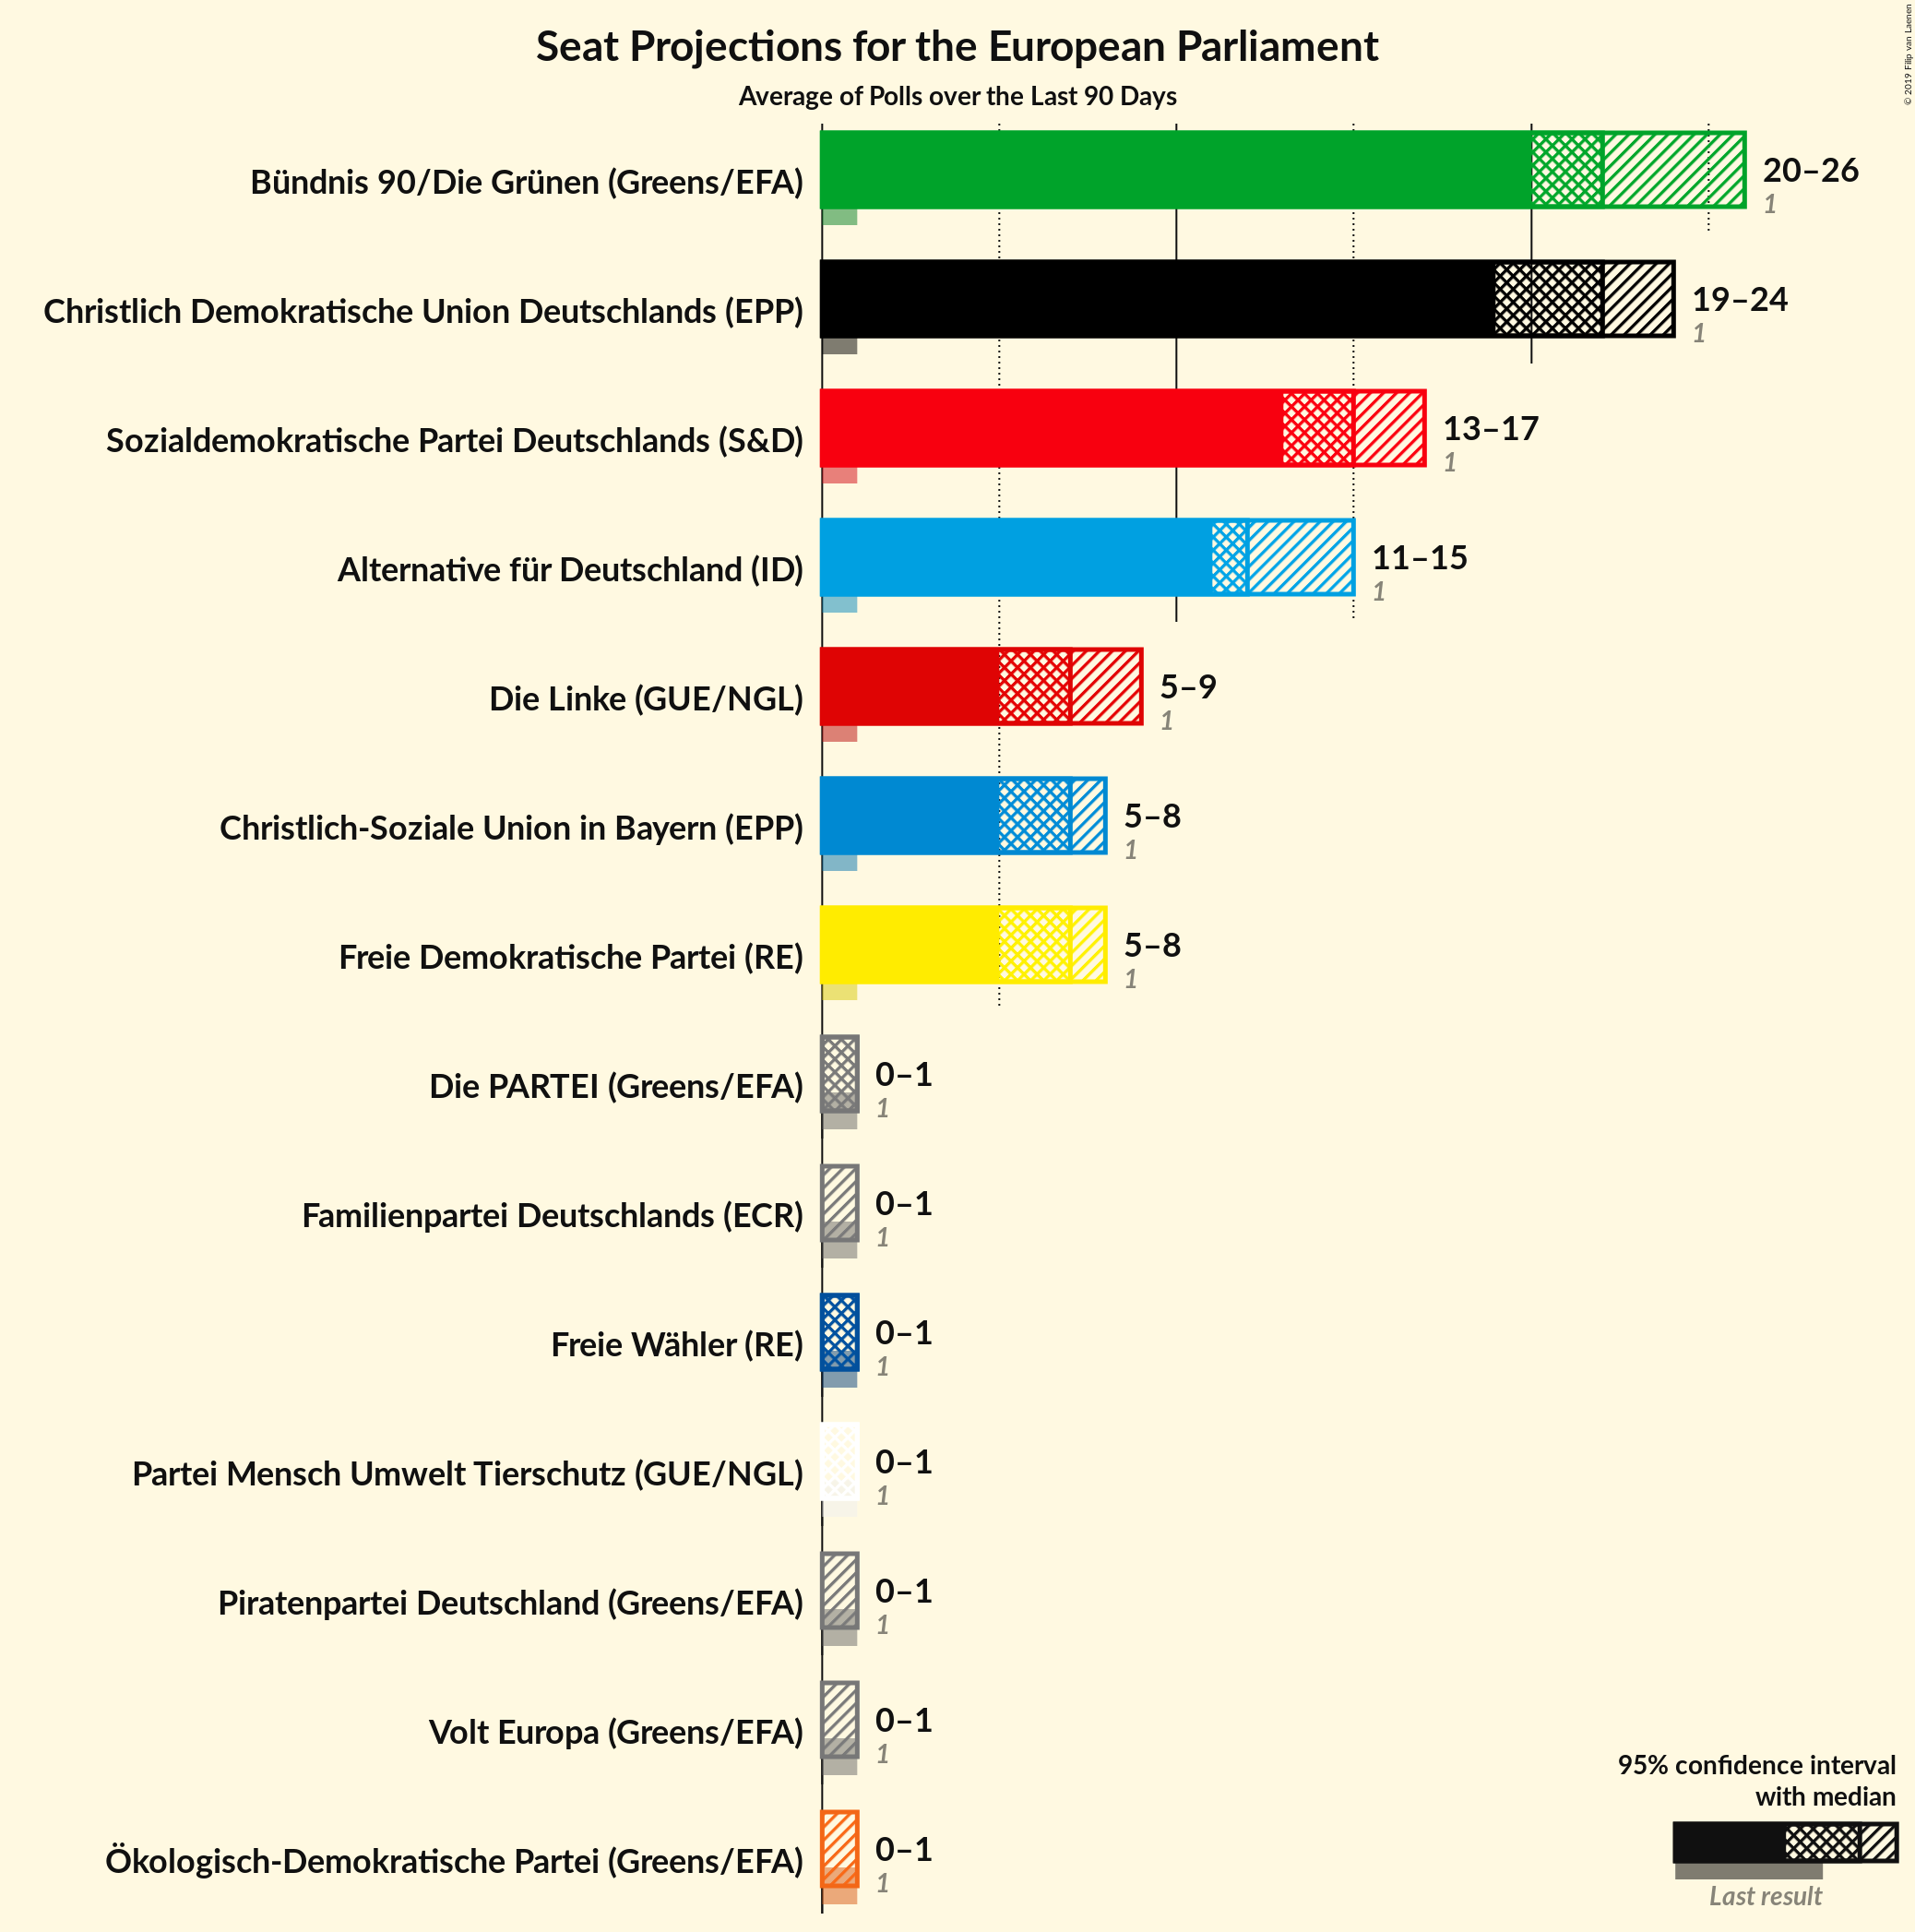 Seat Projections for the European Parliament
Average of Polls over the Last 90 Days
© 2019 Filip van Laenen
Bündnis 90/Die Grünen (Greens/EFA)
20–26
1
Christlich Demokratische Union Deutschlands (EPP)
19–24
1
Sozialdemokratische Partei Deutschlands (S&D)
13–17
1
Alternative für Deutschland (ID)
11–15
1
Die Linke (GUE/NGL)
5–9
1
Christlich-Soziale Union in Bayern (EPP)
5–8
1
Freie Demokratische Partei (RE)
5–8
1
Die PARTEI (Greens/EFA)
0–1
1
Familienpartei Deutschlands (ECR)
0–1
1
Freie Wähler (RE)
0–1
1
Partei Mensch Umwelt Tierschutz (GUE/NGL)
0–1
1
Piratenpartei Deutschland (Greens/EFA)
0–1
1
Volt Europa (Greens/EFA)
0–1
1
Ökologisch-Demokratische Partei (Greens/EFA)
0–1
1
95% confidence interval
with median
Last result